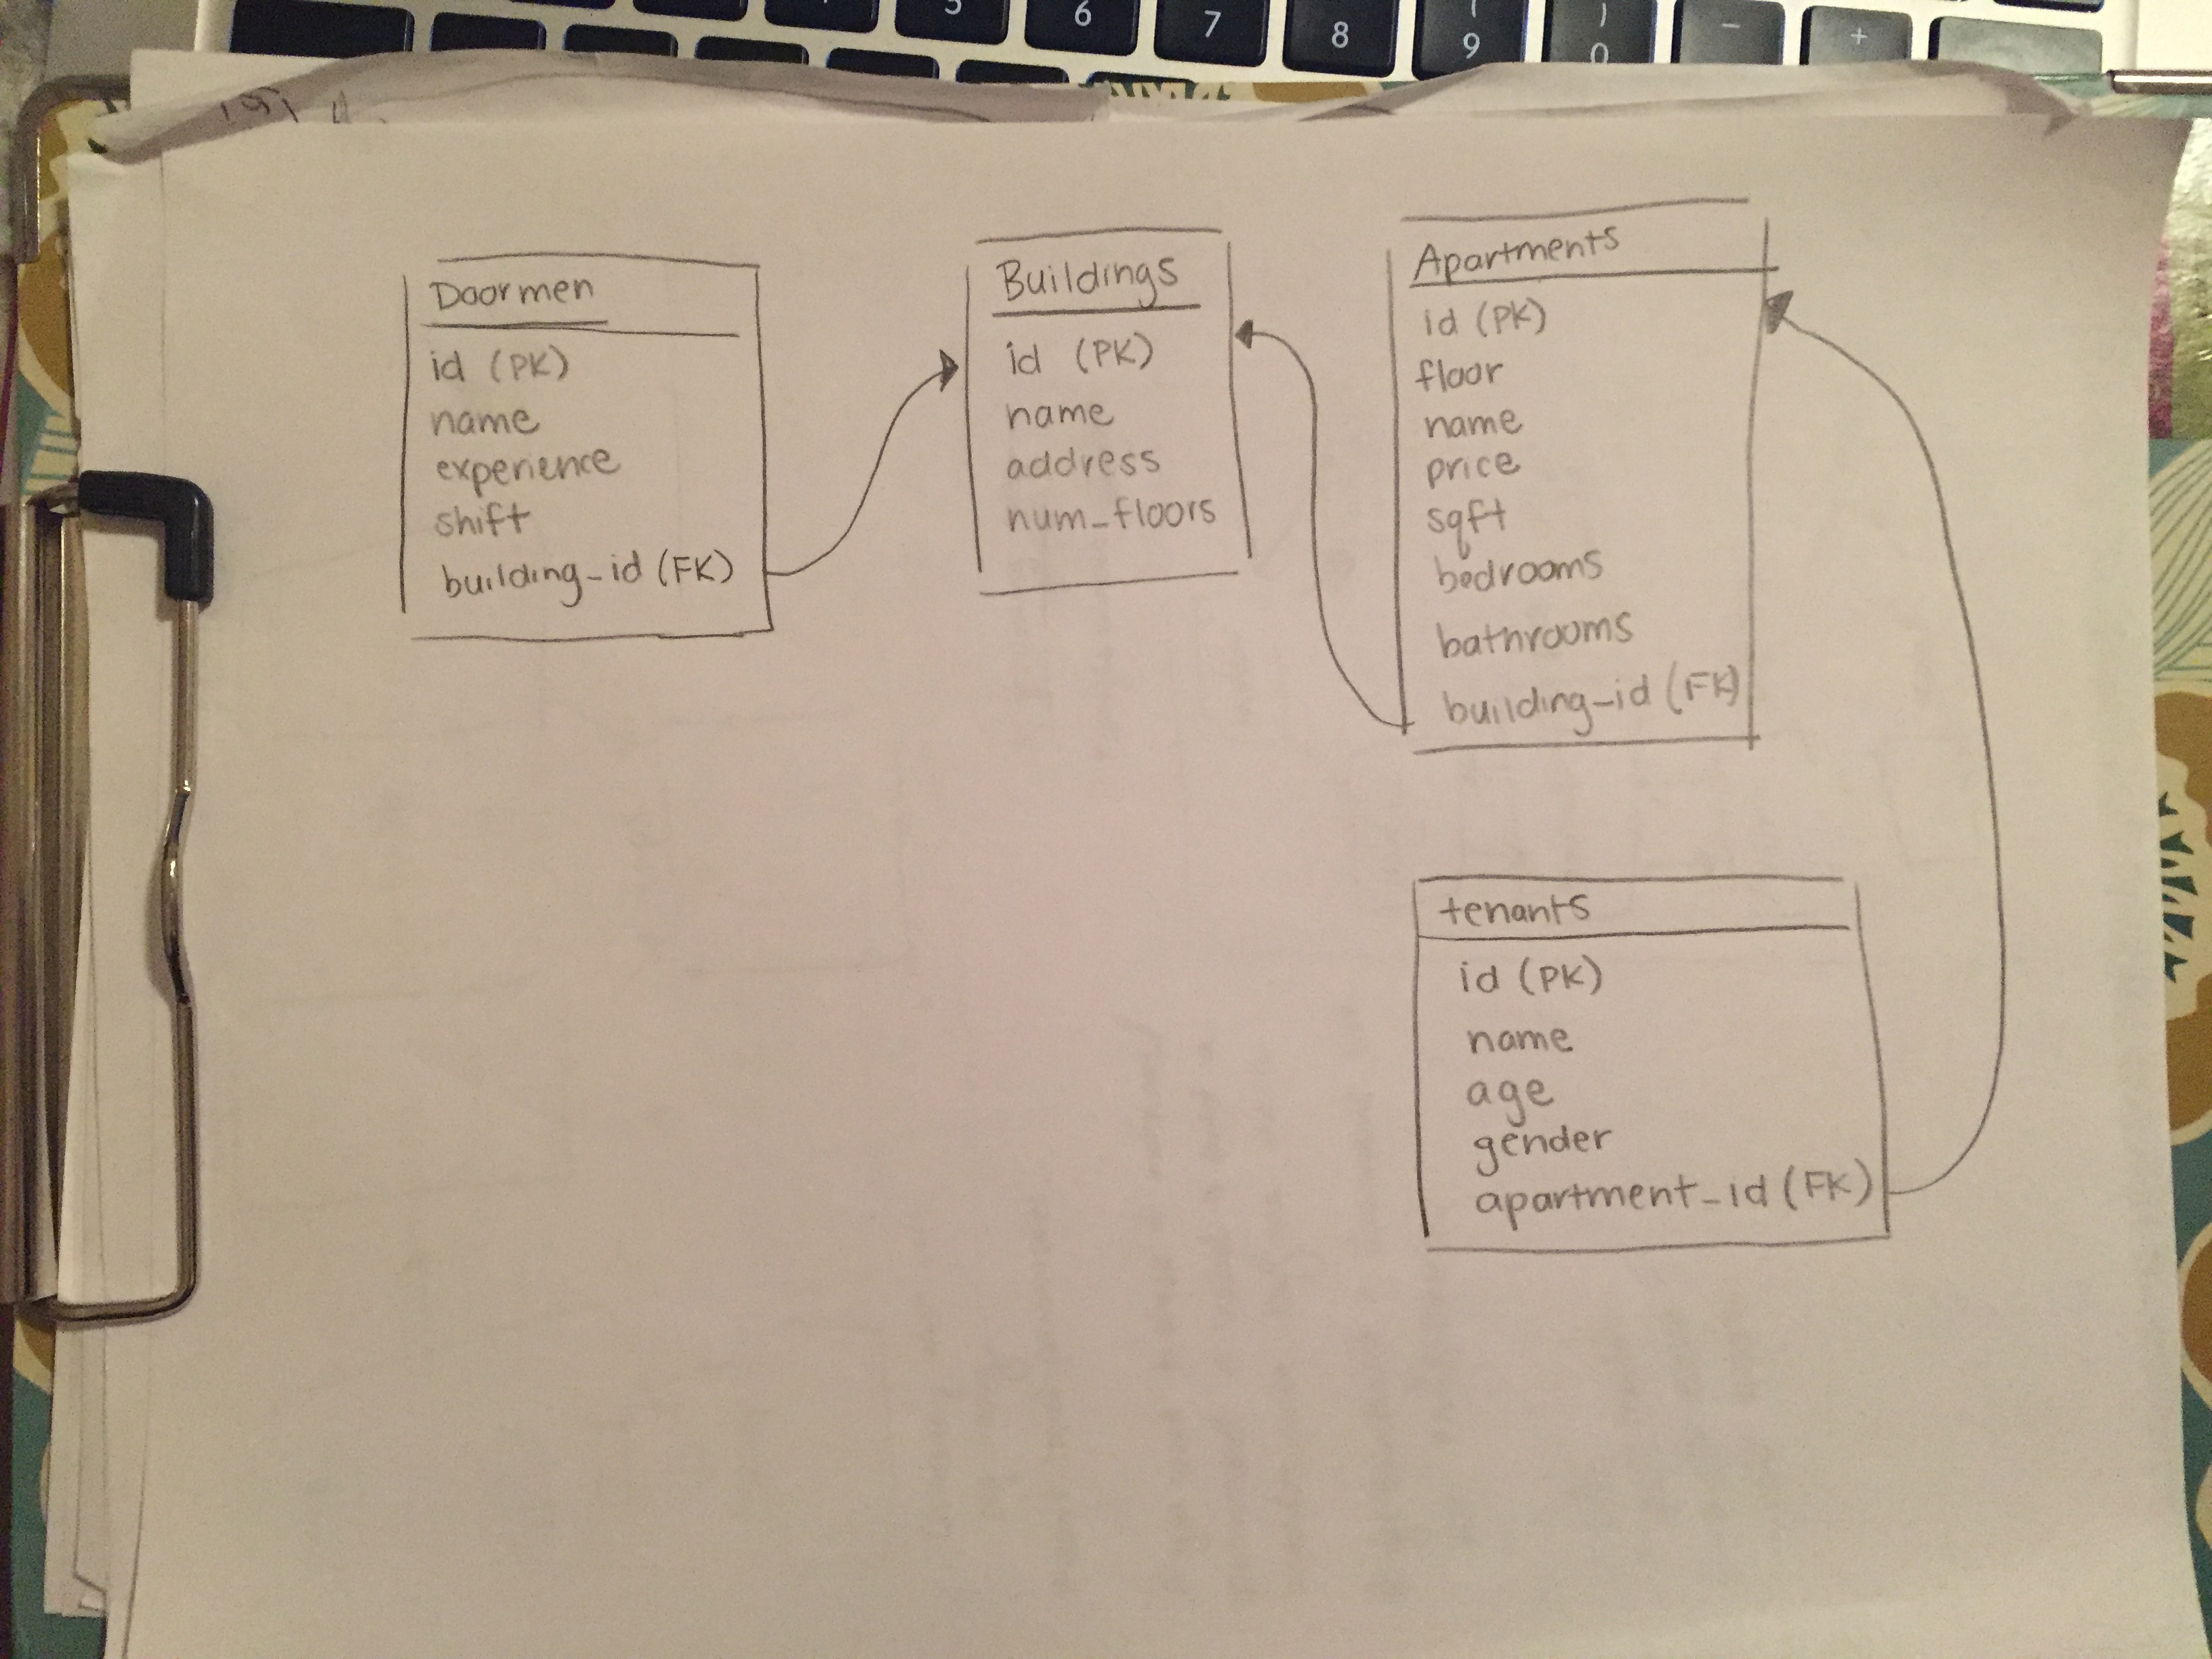 5
6
7
8
( 9
) 0
-
+
Doormen
id (PK)
name
experience
shift
building_id (FK)
Buildings
id (PK)
name
address
num_floors
Apartments
id (PK)
floor
name
price
sqft
bedrooms
bathrooms
building_id (FK)
tenants
id (PK)
name
age
gender
apartment_id (FK)